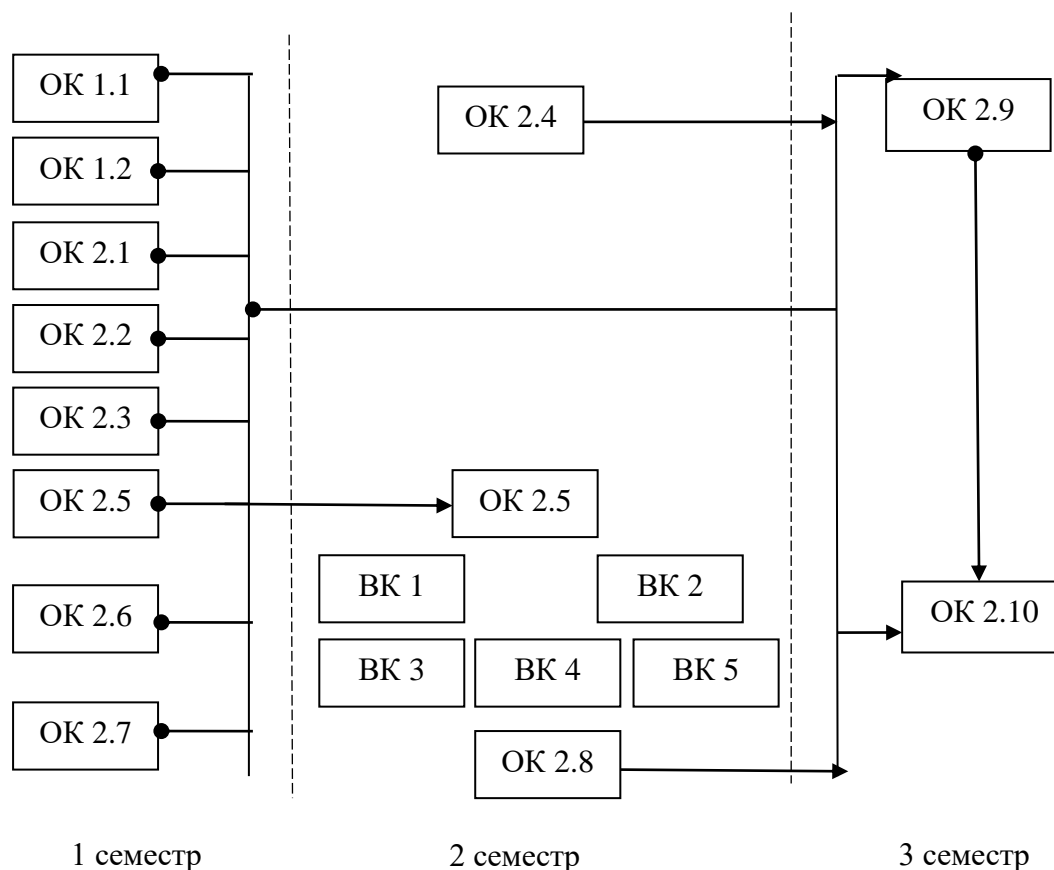 ОК 1.1
ОК 1.2
ОК 2.1
ОК 2.2
ОК 2.3
ОК 2.5
ОК 2.6
ОК 2.7
ОК 2.4
ОК 2.5
ВК 1
ВК 2
ВК 3
ВК 4
ВК 5
ОК 2.8
ОК 2.9
ОК 2.10
1 семестр
2 семестр
3 семестр